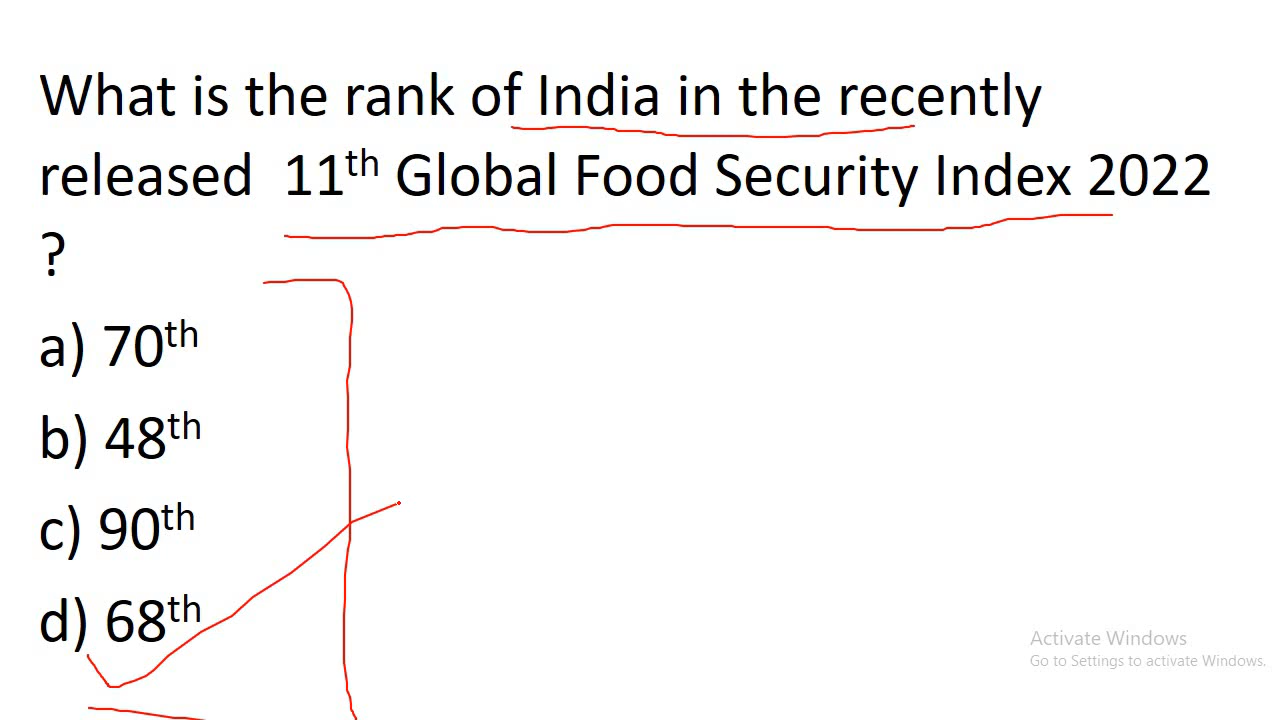 What is the rank of India in the recently
released 11th Global Food Security Index 2022
?
a) 70th
b) 48th
c) 90th
d) 68th
Activate Windows
Go to Settings to activate Windows.